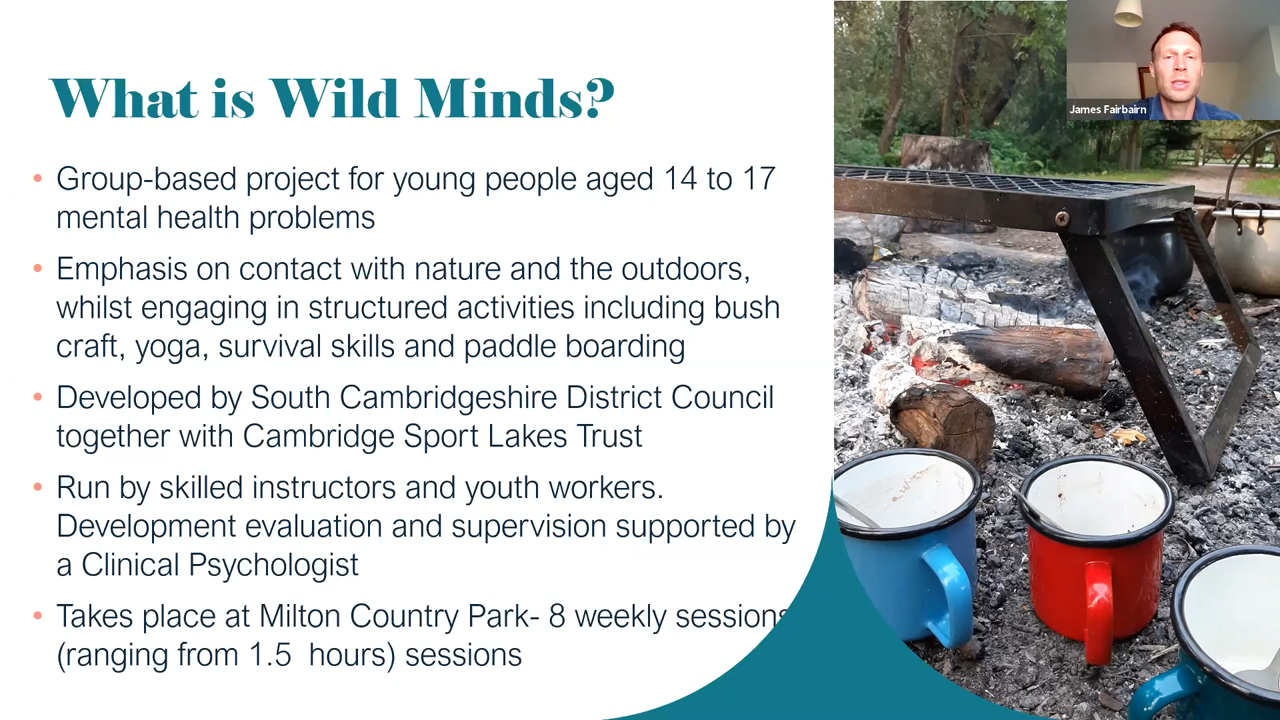 What is Wild Minds?
• Group-based project for young people aged 14 to 17
mental health problems
• Emphasis on contact with nature and the outdoors,
whilst engaging in structured activities including bush
craft, yoga, survival skills and paddle boarding
• Developed by South Cambridgeshire District Council
together with Cambridge Sport Lakes Trust
• Run by skilled instructors and youth workers.
Development evaluation and supervision supported by
a Clinical Psychologist
• Takes place at Milton Country Park- 8 weekly sessions
(ranging from 1.5  hours) sessions
James Fairbairn